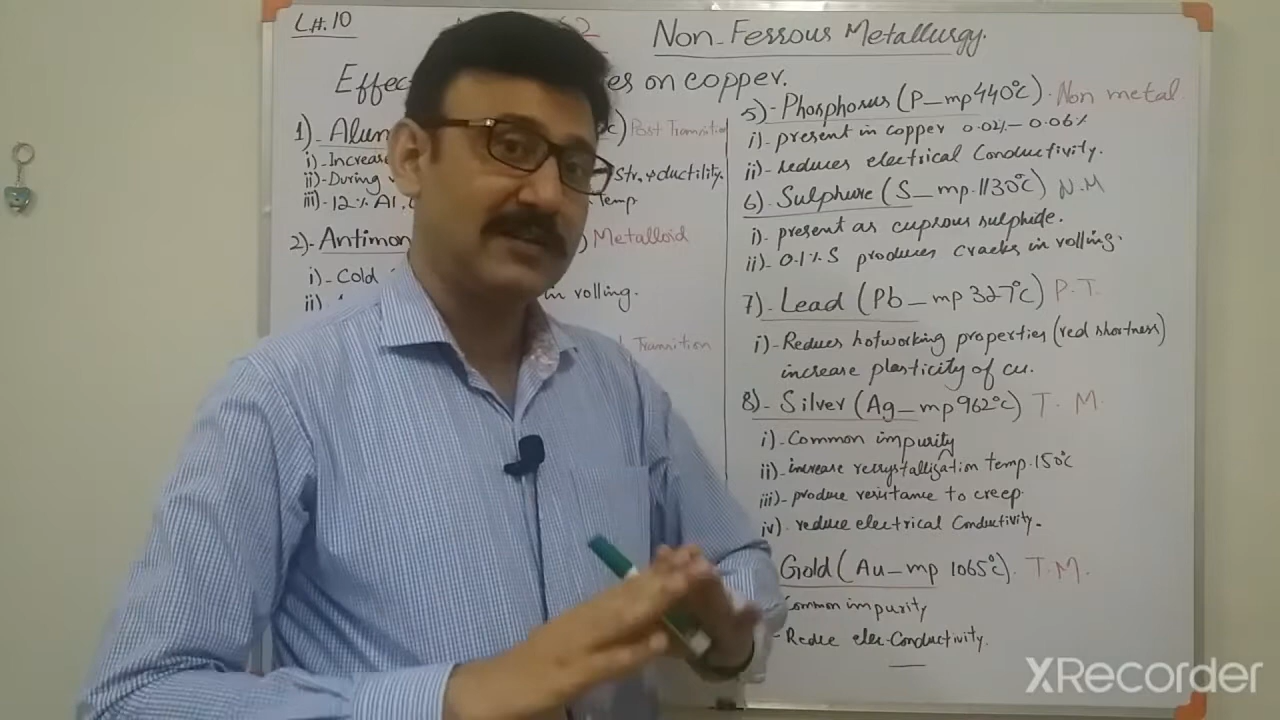 L#.10
62
Non-Ferrous Metallurgy.
Effec es on copper.
1)- Alum c) Post Transition
i)- Increase Str. & ductility.
ii)- During
iii)- 12% Al. Temp
2)- Antimon ) Metalloid
i)- Cold
ii) in rolling.
Transition
5)- Phosphorus (P_mp 440°c). Non metal
i)- present in copper 0.02%-0.06%
ii)- reduces electrical Conductivity.
6)- Sulphure (S_mp.1130°c) N.M
i)- present as cuprous sulphide.
ii)- 0.1% S produces cracks in rolling.
7)- Lead (Pb_mp 327°c) P.T.
i)- Reduces hotworking properties (red shortness)
increase plasticity of cu.
8)- Silver (Ag_mp 962°c) T. M.
i)- Common impurity
ii)- increase recrystallization temp. 150°c
iii)- produce resistance to creep.
iv)- reduce electrical Conductivity.
Gold (Au_mp 1065°c). T.M.
Common impurity
- Reduce elec. Conductivity.
XRecorder